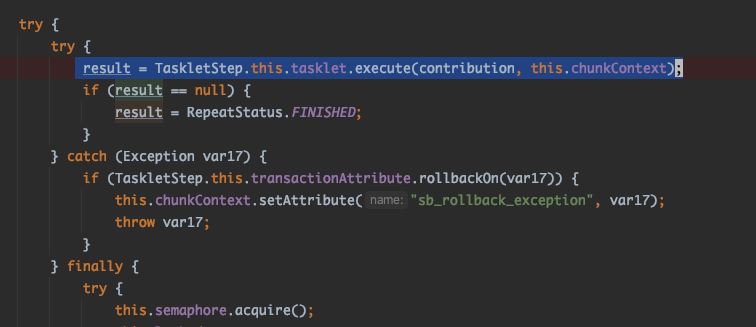 try {
try {
result = TaskletStep.this.tasklet.execute(contribution, this.chunkContext);
if (result == null) {
result = RepeatStatus.FINISHED;
}
} catch (Exception var17) {
if (TaskletStep.this.transactionAttribute.rollbackOn(var17)) {
this.chunkContext.setAttribute( name: "sb_rollback_exception", var17);
throw var17;
}
} finally {
try {
this.semaphore.acquire();